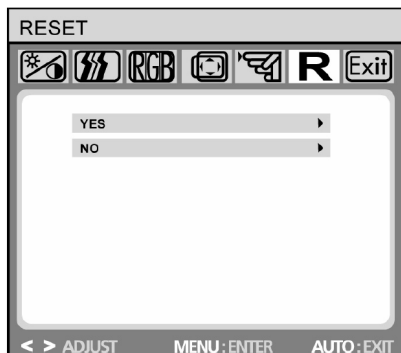 RESET
RGB R Exit
YES
NO
< > ADJUST MENU : ENTER AUTO : EXIT